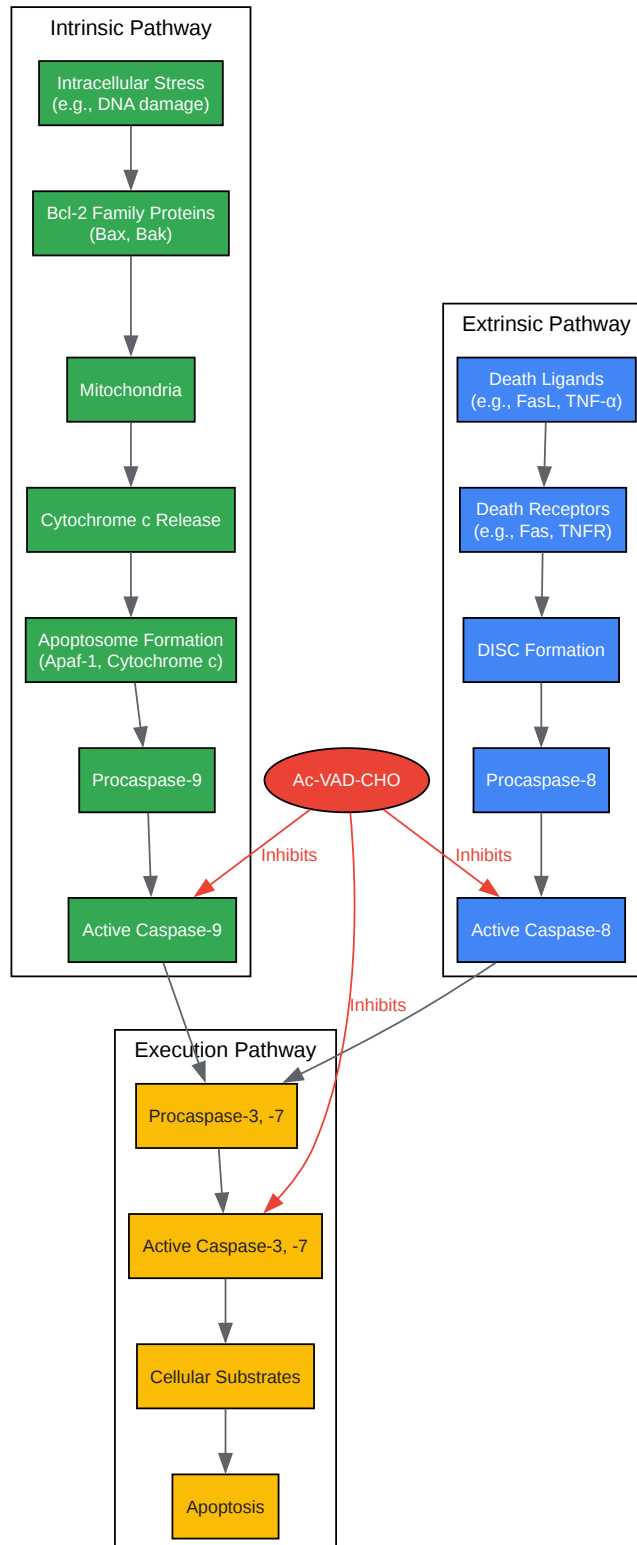 Intrinsic Pathway
Intracellular Stress
(e.g., DNA damage)
Bcl-2 Family Proteins
(Bax, Bak)
Mitochondria
Cytochrome c Release
Apoptosome Formation
(Apaf-1, Cytochrome c)
Procaspase-9
Active Caspase-9
Extrinsic Pathway
Death Ligands
(e.g., FasL, TNF-α)
Death Receptors
(e.g., Fas, TNFR)
DISC Formation
Procaspase-8
Active Caspase-8
Ac-VAD-CHO
Inhibits
Inhibits
Inhibits
Execution Pathway
Procaspase-3, -7
Active Caspase-3, -7
Cellular Substrates
Apoptosis